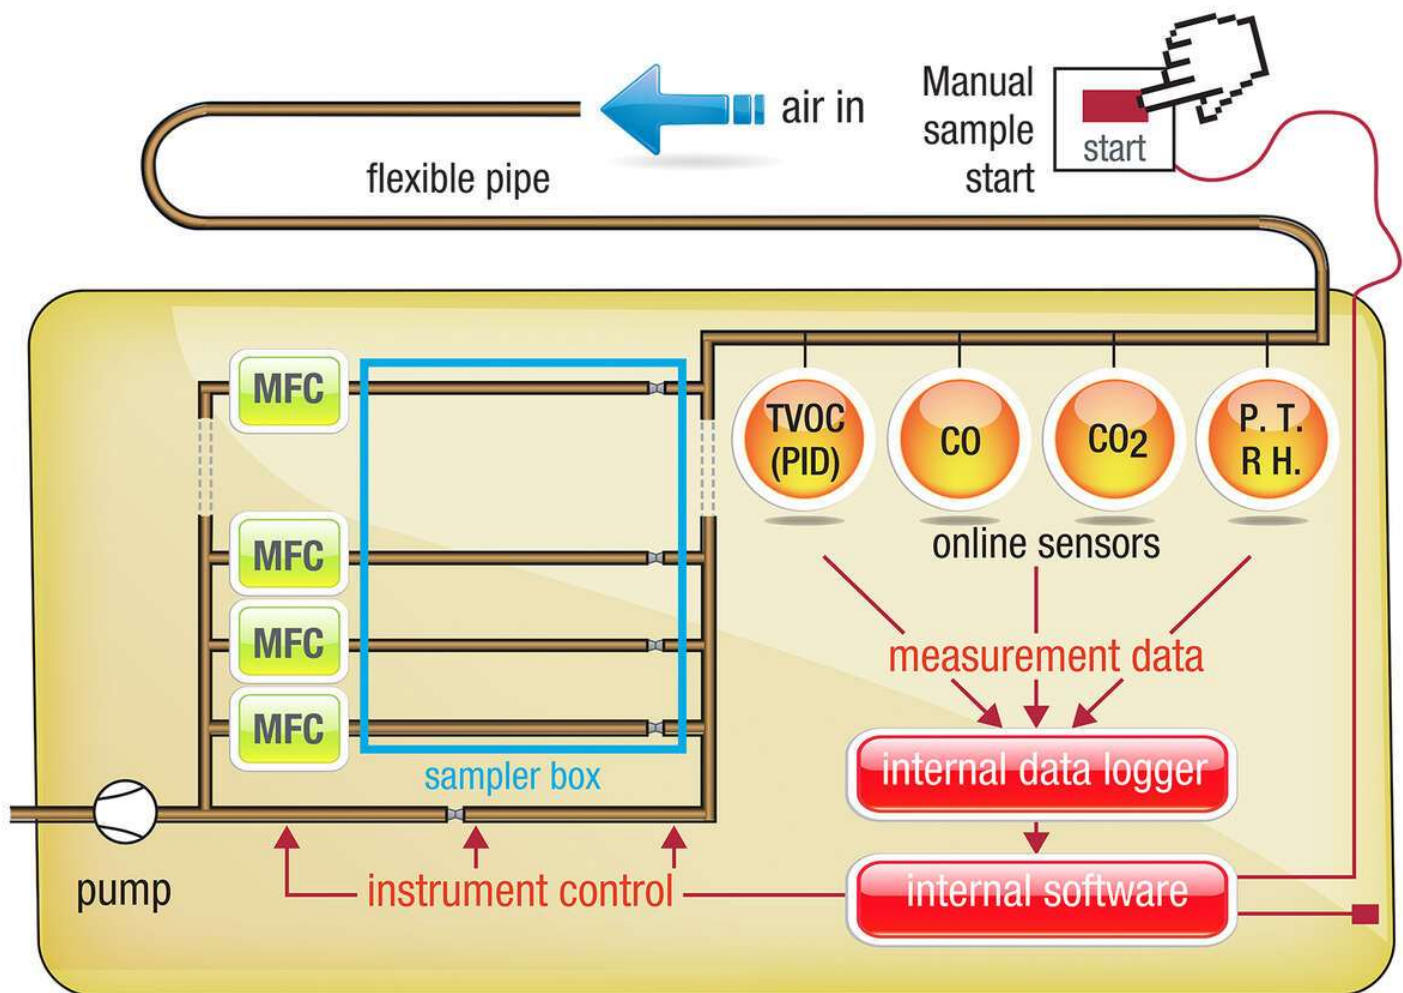 air in
Manual
sample
start
start
flexible pipe
MFC
MFC
MFC
MFC
TVOC
(PID)
CO
CO2
P. T.
R H.
online sensors
measurement data
sampler box
internal data logger
pump
instrument control
internal software